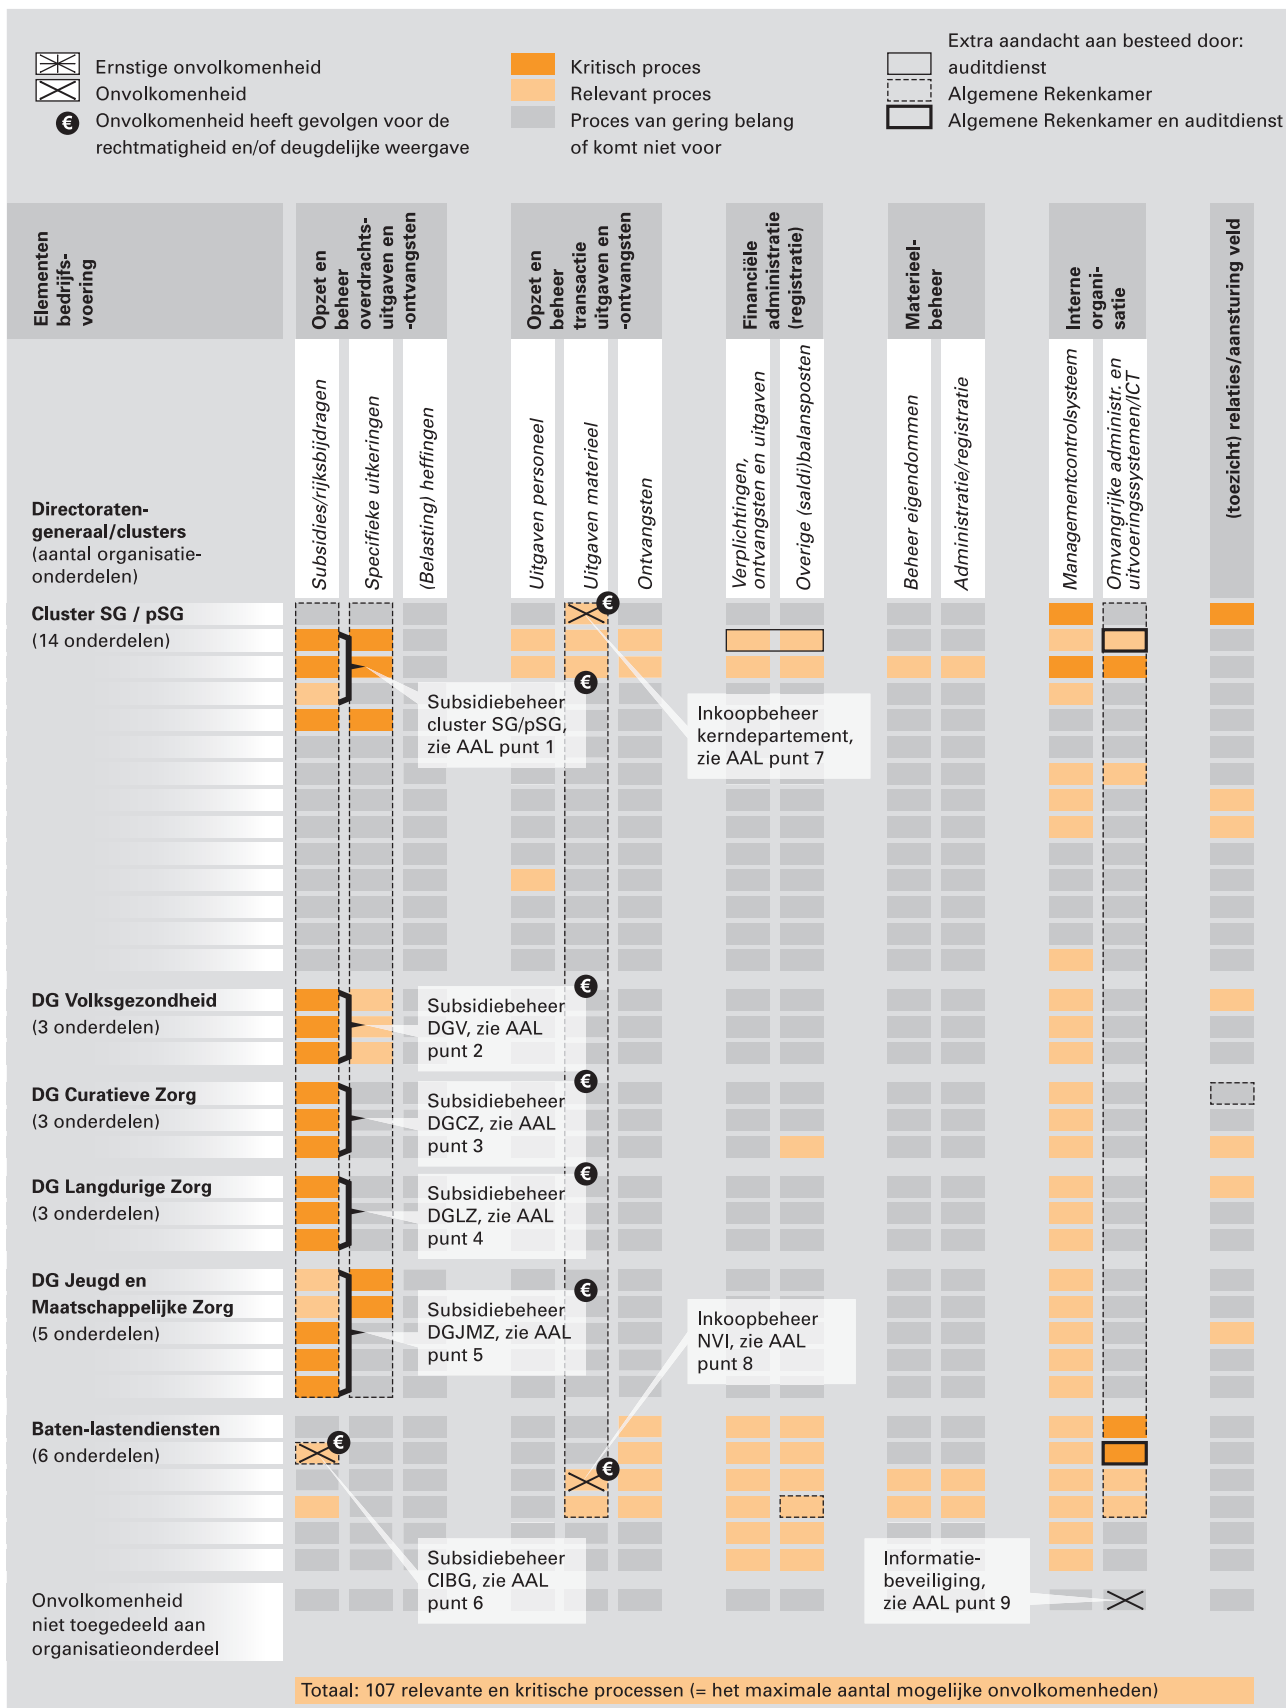 Ernstige onvolkomenheid
Onvolkomenheid
€ Onvolkomenheid heeft gevolgen voor de
rechtmatigheid en/of deugdelijke weergave
Kritisch proces
Relevant proces
Proces van gering belang
of komt niet voor
Extra aandacht aan besteed door:
auditdienst
Algemene Rekenkamer
Algemene Rekenkamer en auditdienst
Elementen
bedrijfs-
voering
Opzet en
beheer
overdrachts-
uitgaven en
-ontvangsten
Opzet en
beheer
transactie
uitgaven en
-ontvangsten
Financiële
administratie
(registratie)
Materieel-
beheer
Interne
organi-
satie
(toezicht) relaties/aansturing veld
Directoraten-
generaal/clusters
(aantal organisatie-
onderdelen)
Subsidies/rijksbijdragen
Specifieke uitkeringen
(Belasting) heffingen
Uitgaven personeel
Uitgaven materieel
Ontvangsten
Verplichtingen,
ontvangsten en uitgaven
Overige (saldi)balansposten
Beheer eigendommen
Administratie/registratie
Managementcontrolsysteem
Omvangrijke administr. en
uitvoeringssystemen/ICT
Cluster SG / pSG
(14 onderdelen)
€
€
Subsidiebeheer
cluster SG/pSG,
zie AAL punt 1
Inkoopbeheer
kerndepartement,
zie AAL punt 7
€
DG Volksgezondheid
(3 onderdelen)
Subsidiebeheer
DGV, zie AAL
punt 2
€
DG Curatieve Zorg
(3 onderdelen)
Subsidiebeheer
DGCZ, zie AAL
punt 3
€
DG Langdurige Zorg
(3 onderdelen)
Subsidiebeheer
DGLZ, zie AAL
punt 4
€
DG Jeugd en
Maatschappelijke Zorg
(5 onderdelen)
Subsidiebeheer
DGJMZ, zie AAL
punt 5
Inkoopbeheer
NVI, zie AAL
punt 8
Baten-lastendiensten
(6 onderdelen)
€
€
Subsidiebeheer
CIBG, zie AAL
punt 6
Informatie-
beveiliging,
zie AAL punt 9
Onvolkomenheid
niet toegedeeld aan
organisatieonderdeel
Totaal: 107 relevante en kritische processen (= het maximale aantal mogelijke onvolkomenheden)